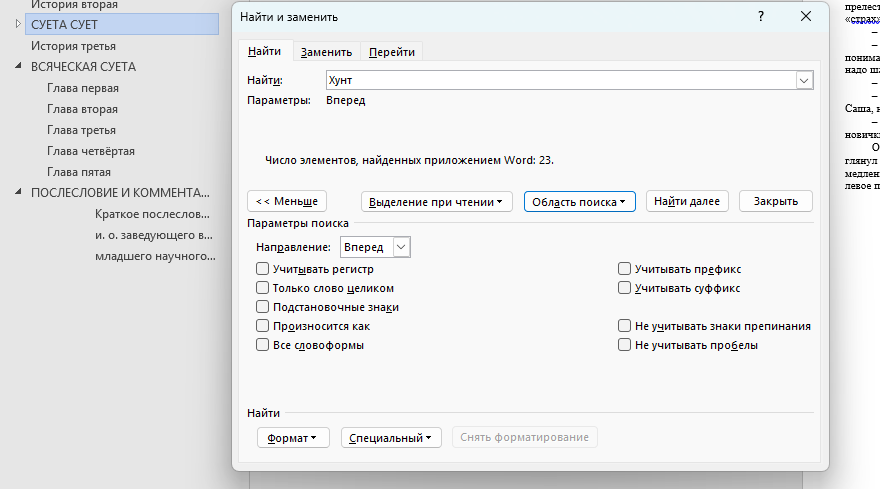 История вторая
СУЕТА СУЕТ
История третья
ВСЯЧЕСКАЯ СУЕТА
Глава первая
Глава вторая
Глава третья
Глава четвёртая
Глава пятая
ПОСЛЕСЛОВИЕ И КОММЕНТА...
Краткое послеслов...
и. о. заведующего в...
младшего научного...
Найти и заменить
?
Найти
Заменить
Перейти
Найти:
Хунт
Параметры:
Вперед
Число элементов, найденных приложением Word: 23.
<< Меньше
Выделение при чтении
Область поиска
Найти далее
Закрыть
Параметры поиска
Направление:
Вперед
Учитывать регистр
Учитывать префикс
Только слово целиком
Учитывать суффикс
Подстановочные знаки
Произносится как
Не учитывать знаки препинания
Все словоформы
Не учитывать пробелы
Найти
Формат
Специальный
Снять форматирование
прелест
«страх»
–
–
понима
надо ша
–
–
Саша, н
–
новичк
О
глянул
медлен
левое п